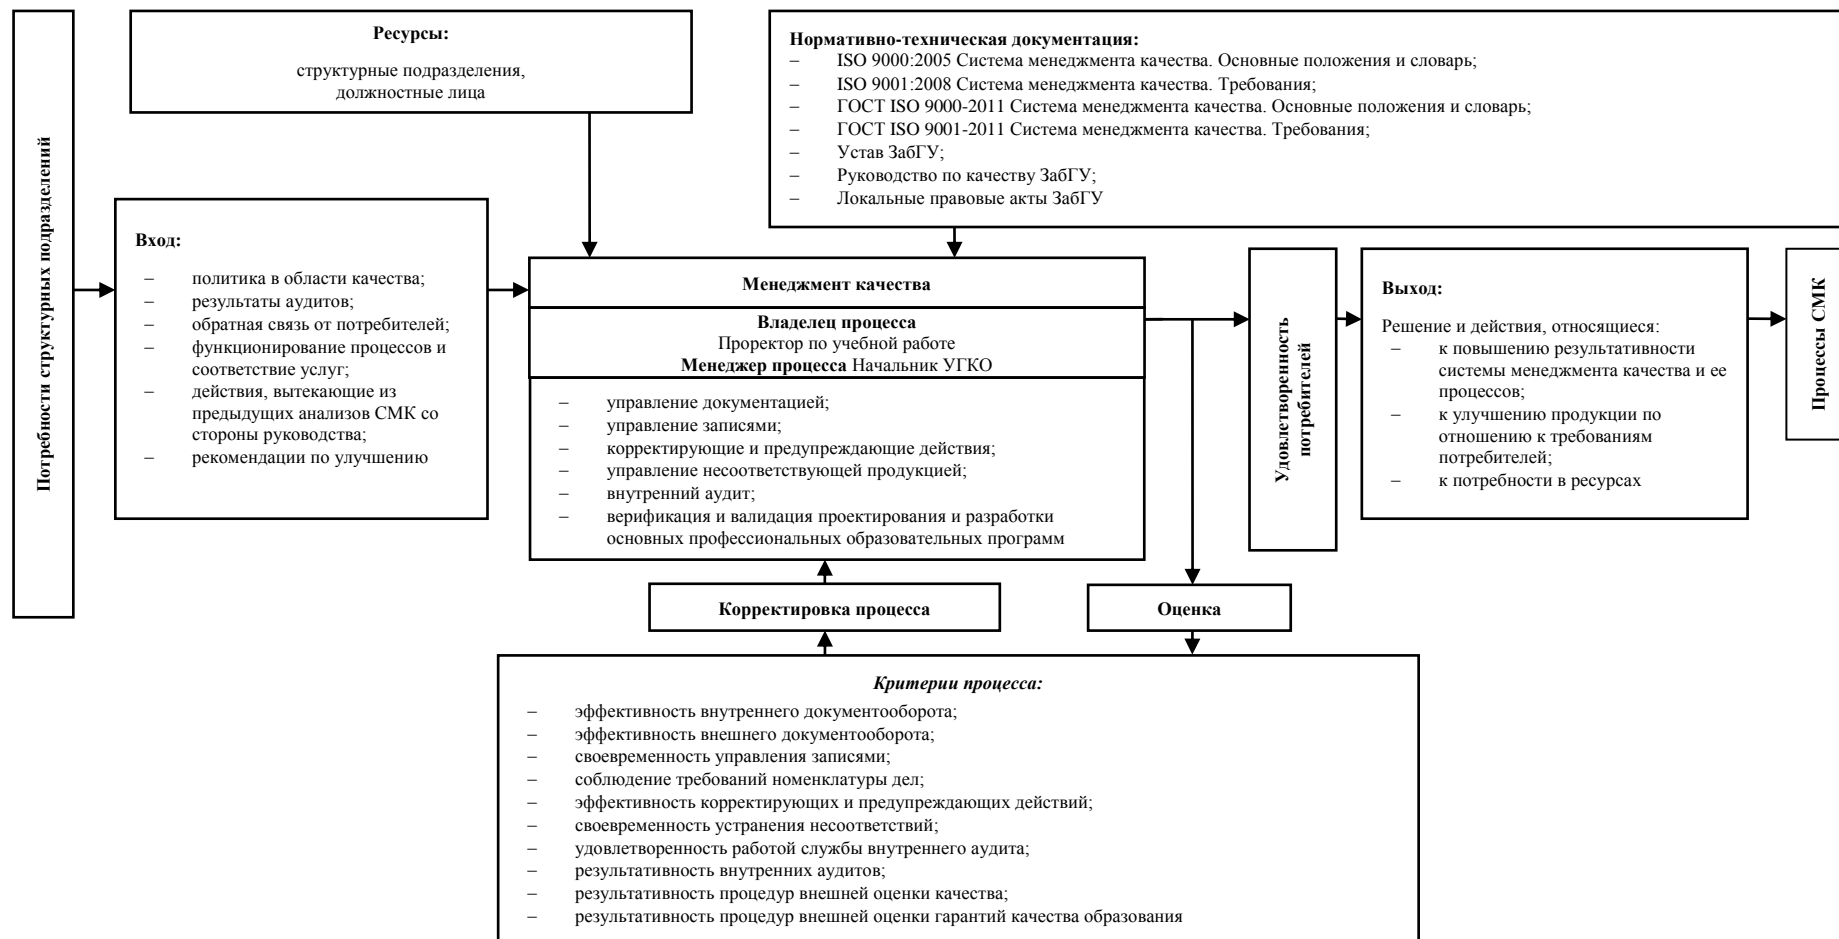 Потребности структурных подразделений
Ресурсы:
структурные подразделения,
должностные лица
Нормативно-техническая документация:
– ISO 9000:2005 Система менеджмента качества. Основные положения и словарь;
– ISO 9001:2008 Система менеджмента качества. Требования;
– ГОСТ ISO 9000-2011 Система менеджмента качества. Основные положения и словарь;
– ГОСТ ISO 9001-2011 Система менеджмента качества. Требования;
– Устав ЗабГУ;
– Руководство по качеству ЗабГУ;
– Локальные правовые акты ЗабГУ
Вход:
– политика в области качества;
– результаты аудитов;
– обратная связь от потребителей;
– функционирование процессов и
соответствие услуг;
– действия, вытекающие из
предыдущих анализов СМК со
стороны руководства;
– рекомендации по улучшению
Менеджмент качества
Владелец процесса
Проректор по учебной работе
Менеджер процесса Начальник УГКО
– управление документацией;
– управление записями;
– корректирующие и предупреждающие действия;
– управление несоответствующей продукцией;
– внутренний аудит;
– верификация и валидация проектирования и разработки
основных профессиональных образовательных программ
Удовлетворенность
потребителей
Выход:
Решение и действия, относящиеся:
– к повышению результативности
системы менеджмента качества и ее
процессов;
– к улучшению продукции по
отношению к требованиям
потребителей;
– к потребности в ресурсах
Процессы СМК
Корректировка процесса
Оценка
Критерии процесса:
– эффективность внутреннего документооборота;
– эффективность внешнего документооборота;
– своевременность управления записями;
– соблюдение требований номенклатуры дел;
– эффективность корректирующих и предупреждающих действий;
– своевременность устранения несоответствий;
– удовлетворенность работой службы внутреннего аудита;
– результативность внутренних аудитов;
– результативность процедур внешней оценки качества;
– результативность процедур внешней оценки гарантий качества образования